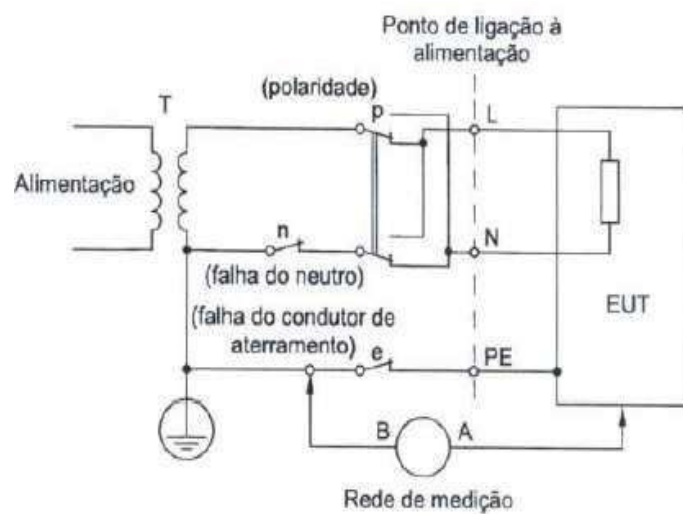 Ponto de ligação à
alimentação
(polaridade)
T
p
L
Alimentação
n
N
(falha do neutro)
EUT
(falha do condutor de
aterramento)
e
PE
B
A
Rede de medição